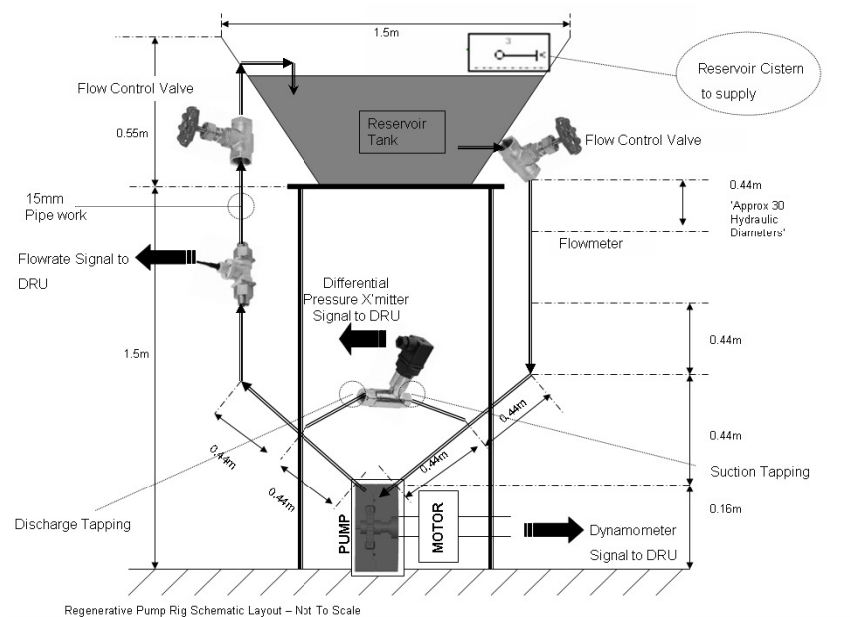 1.5m
3
Reservoir Cistern
to supply
Flow Control Valve
0.55m
Reservoir
Tank
Flow Control Valve
15mm
Pipe work
0.44m
'Approx 30
Hydraulic
Diameters'
Flowmeter
Flowrate Signal to
DRU
Differential
Pressure X'mitter
Signal to DRU
1.5m
0.44m
0.44m
0.44m
0.44m
0.44m
0.44m
Suction Tapping
0.16m
Discharge Tapping
PUMP
MOTOR
Dynamometer
Signal to DRU
Regenerative Pump Rig Schematic Layout – Not To Scale